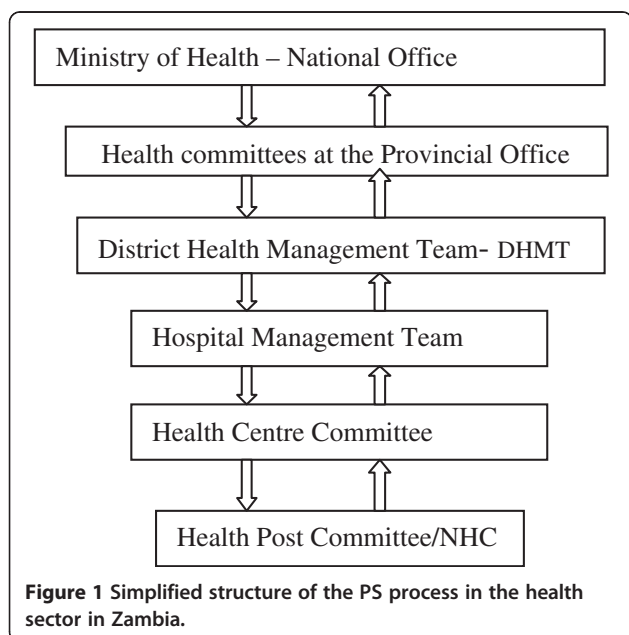 Ministry of Health – National Office
Health committees at the Provincial Office
District Health Management Team- DHMT
Hospital Management Team
Health Centre Committee
Health Post Committee/NHC
Figure 1 Simplified structure of the PS process in the health
sector in Zambia.